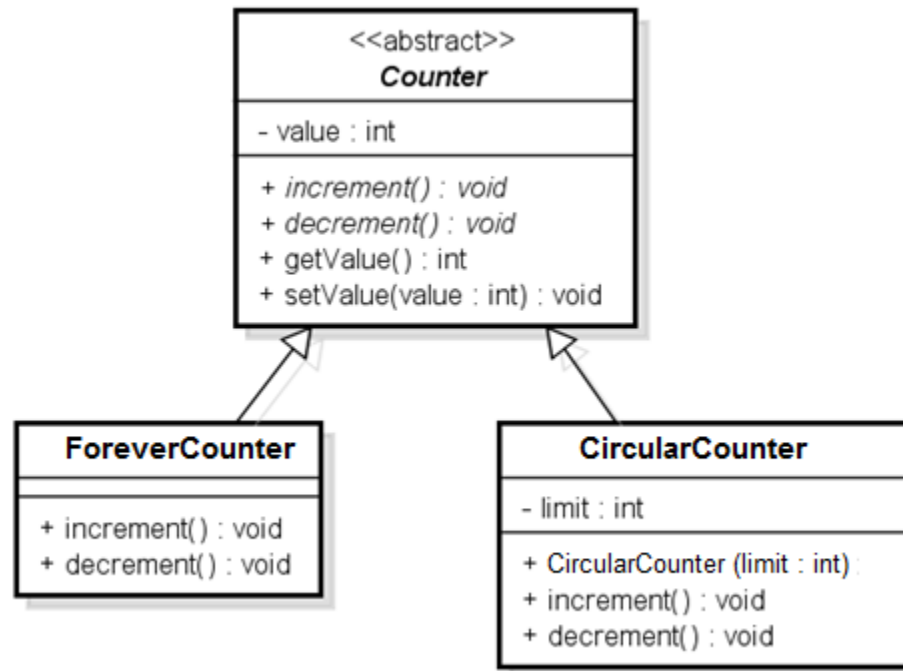 <<abstract>>
Counter
- value : int
+ increment() : void
+ decrement() : void
+ getValue() : int
+ setValue(value : int) : void
ForeverCounter
+ increment() : void
+ decrement() : void
CircularCounter
- limit : int
+ CircularCounter (limit : int)
+ increment() : void
+ decrement() : void